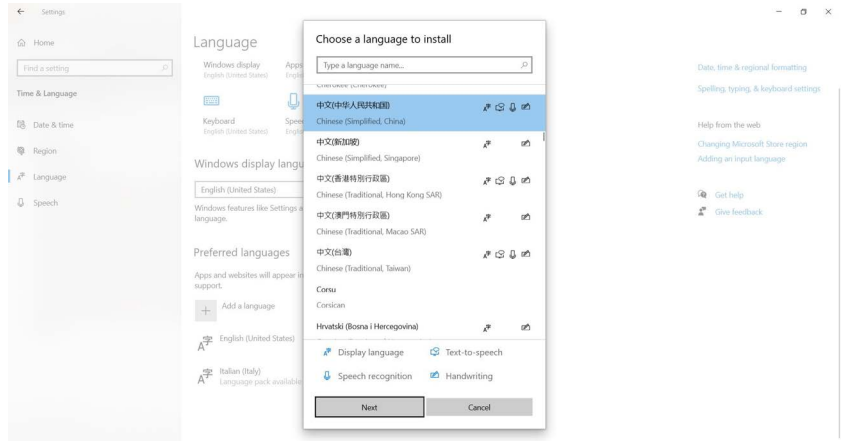 Settings
Home
Find a setting
Time & Language
Date & time
Region
Language
Speech
Language
Windows display
English (United States)
Apps
Keyboard
English (United States)
Windows display langu
English (United States)
Windows features like Settings a
language.
Preferred languages
Apps and websites will appear in
support.
Add a language
English (United States)
Italian (Italy)
Language pack available
Choose a language to install
Type a language name...
Cherokee (Cherokee)
中文(中华人民共和国)
Chinese (Simplified, China)
中文(新加坡)
Chinese (Simplified, Singapore)
中文(香港特別行政區)
Chinese (Traditional, Hong Kong SAR)
中文(澳門特別行政區)
Chinese (Traditional, Macao SAR)
中文(台灣)
Chinese (Traditional, Taiwan)
Corsu
Corsican
Hrvatski (Bosna i Hercegovina)
Display language
Text-to-speech
Speech recognition
Handwriting
Next
Cancel
Date, time & regional formatting
Spelling, typing, & keyboard settings
Help from the web
Changing Microsoft Store region
Adding an input language
Get help
Give feedback